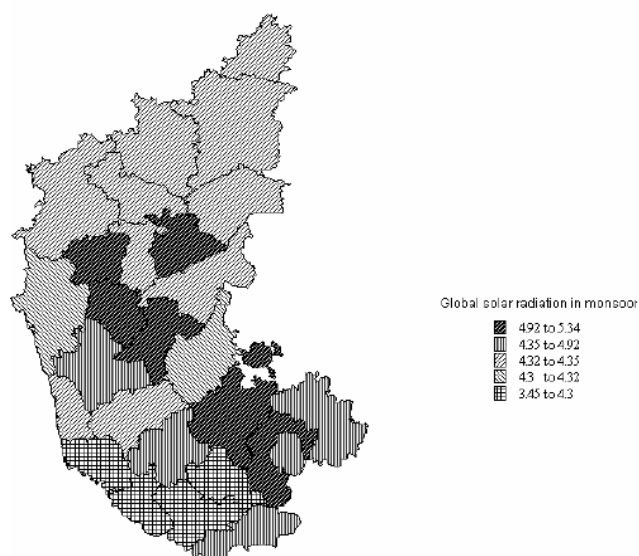 Global solar radiation in monsoon
4.92 to 5.34
4.35 to 4.92
4.32 to 4.35
4.3 to 4.32
3.45 to 4.3